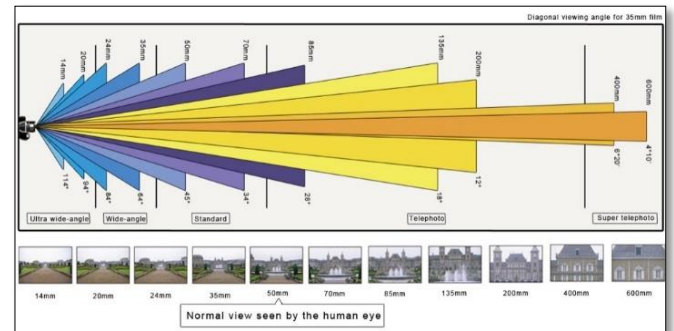 Diagonal viewing angle for 35mm film
14mm
20mm
24mm
35mm
50mm
70mm
85mm
135mm
200mm
400mm
600mm
114°
94°
84°
64°
45°
34°
28°
18°
12°
6°20'
4°10'
Ultra wide-angle
Wide-angle
Standard
Telephoto
Super telephoto
14mm
20mm
24mm
35mm
50mm
70mm
85mm
135mm
200mm
400mm
600mm
Normal view seen by the human eye